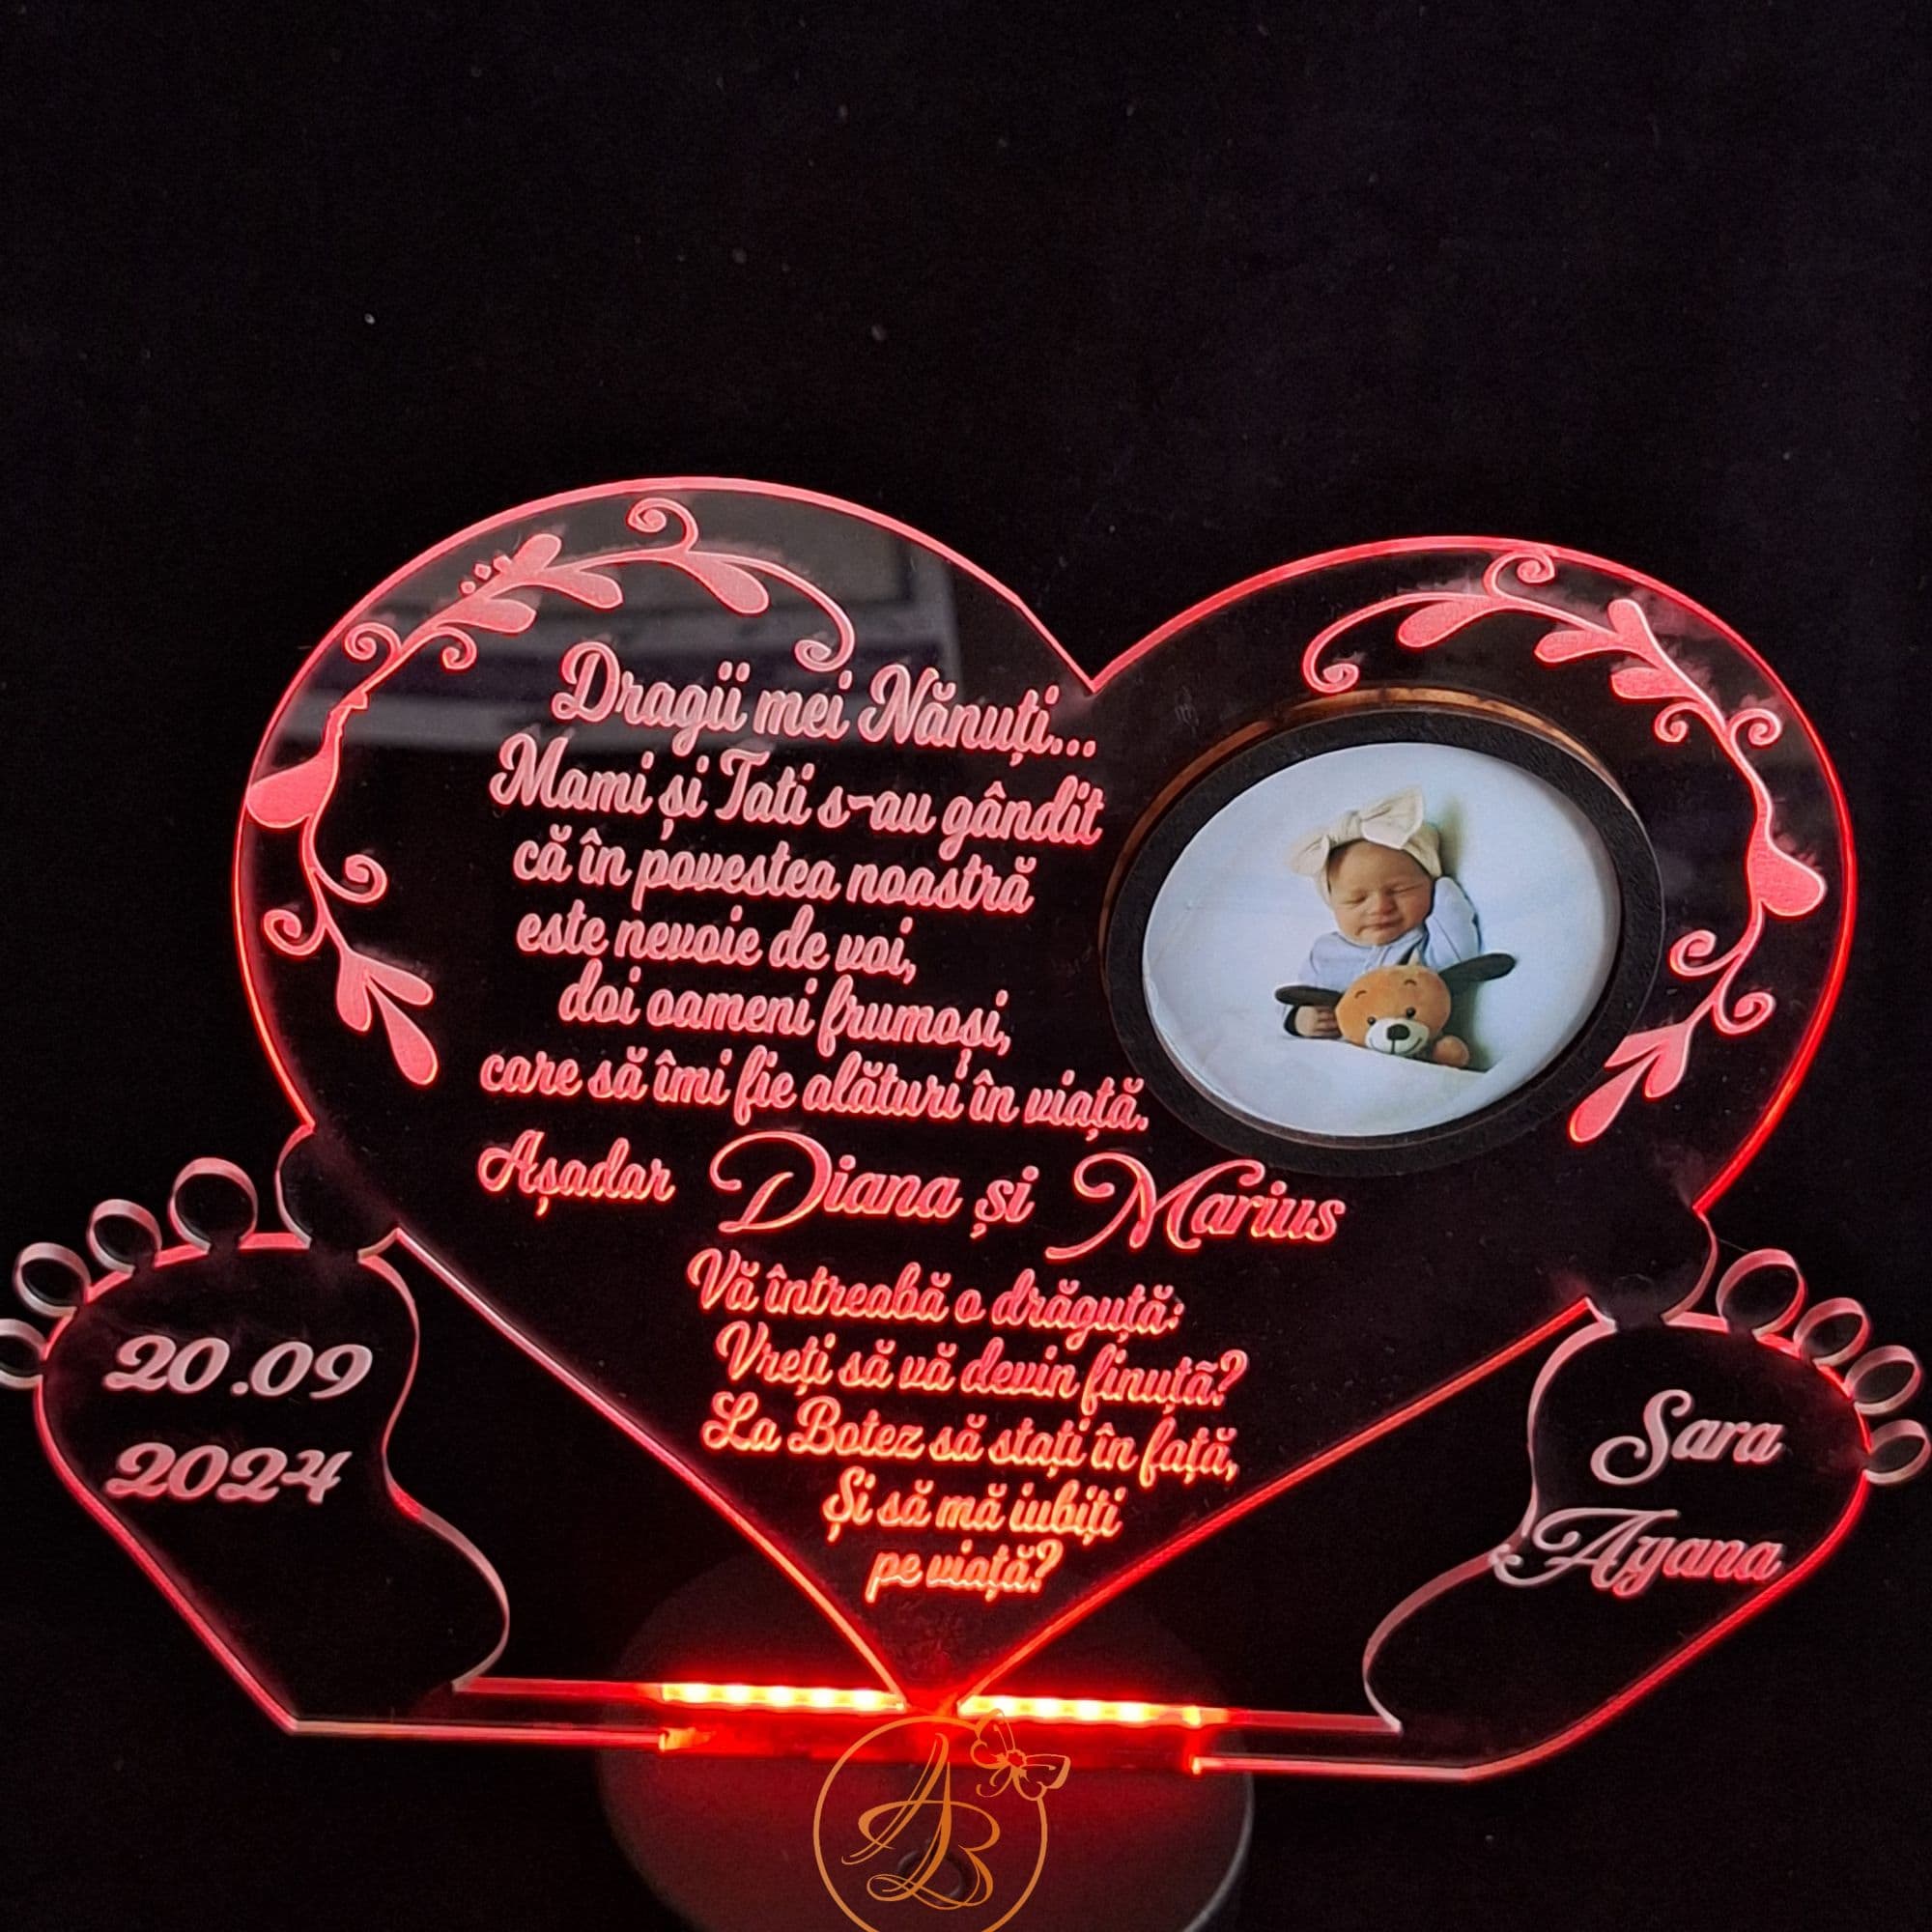 Dragii mei Nănuți...
Mami și Tati s-au gândit
că în povestea noastră
este nevoie de voi,
doi oameni frumoși,
care să îmi fie alături în viață.
Așadar Diana și Marius
Vă întreabă o drăguță:
Vreți să vă devin finuță?
La Botez să stați în față,
Și să mă iubiți
pe viață?
20.09
2024
Sara
Ayana
AB